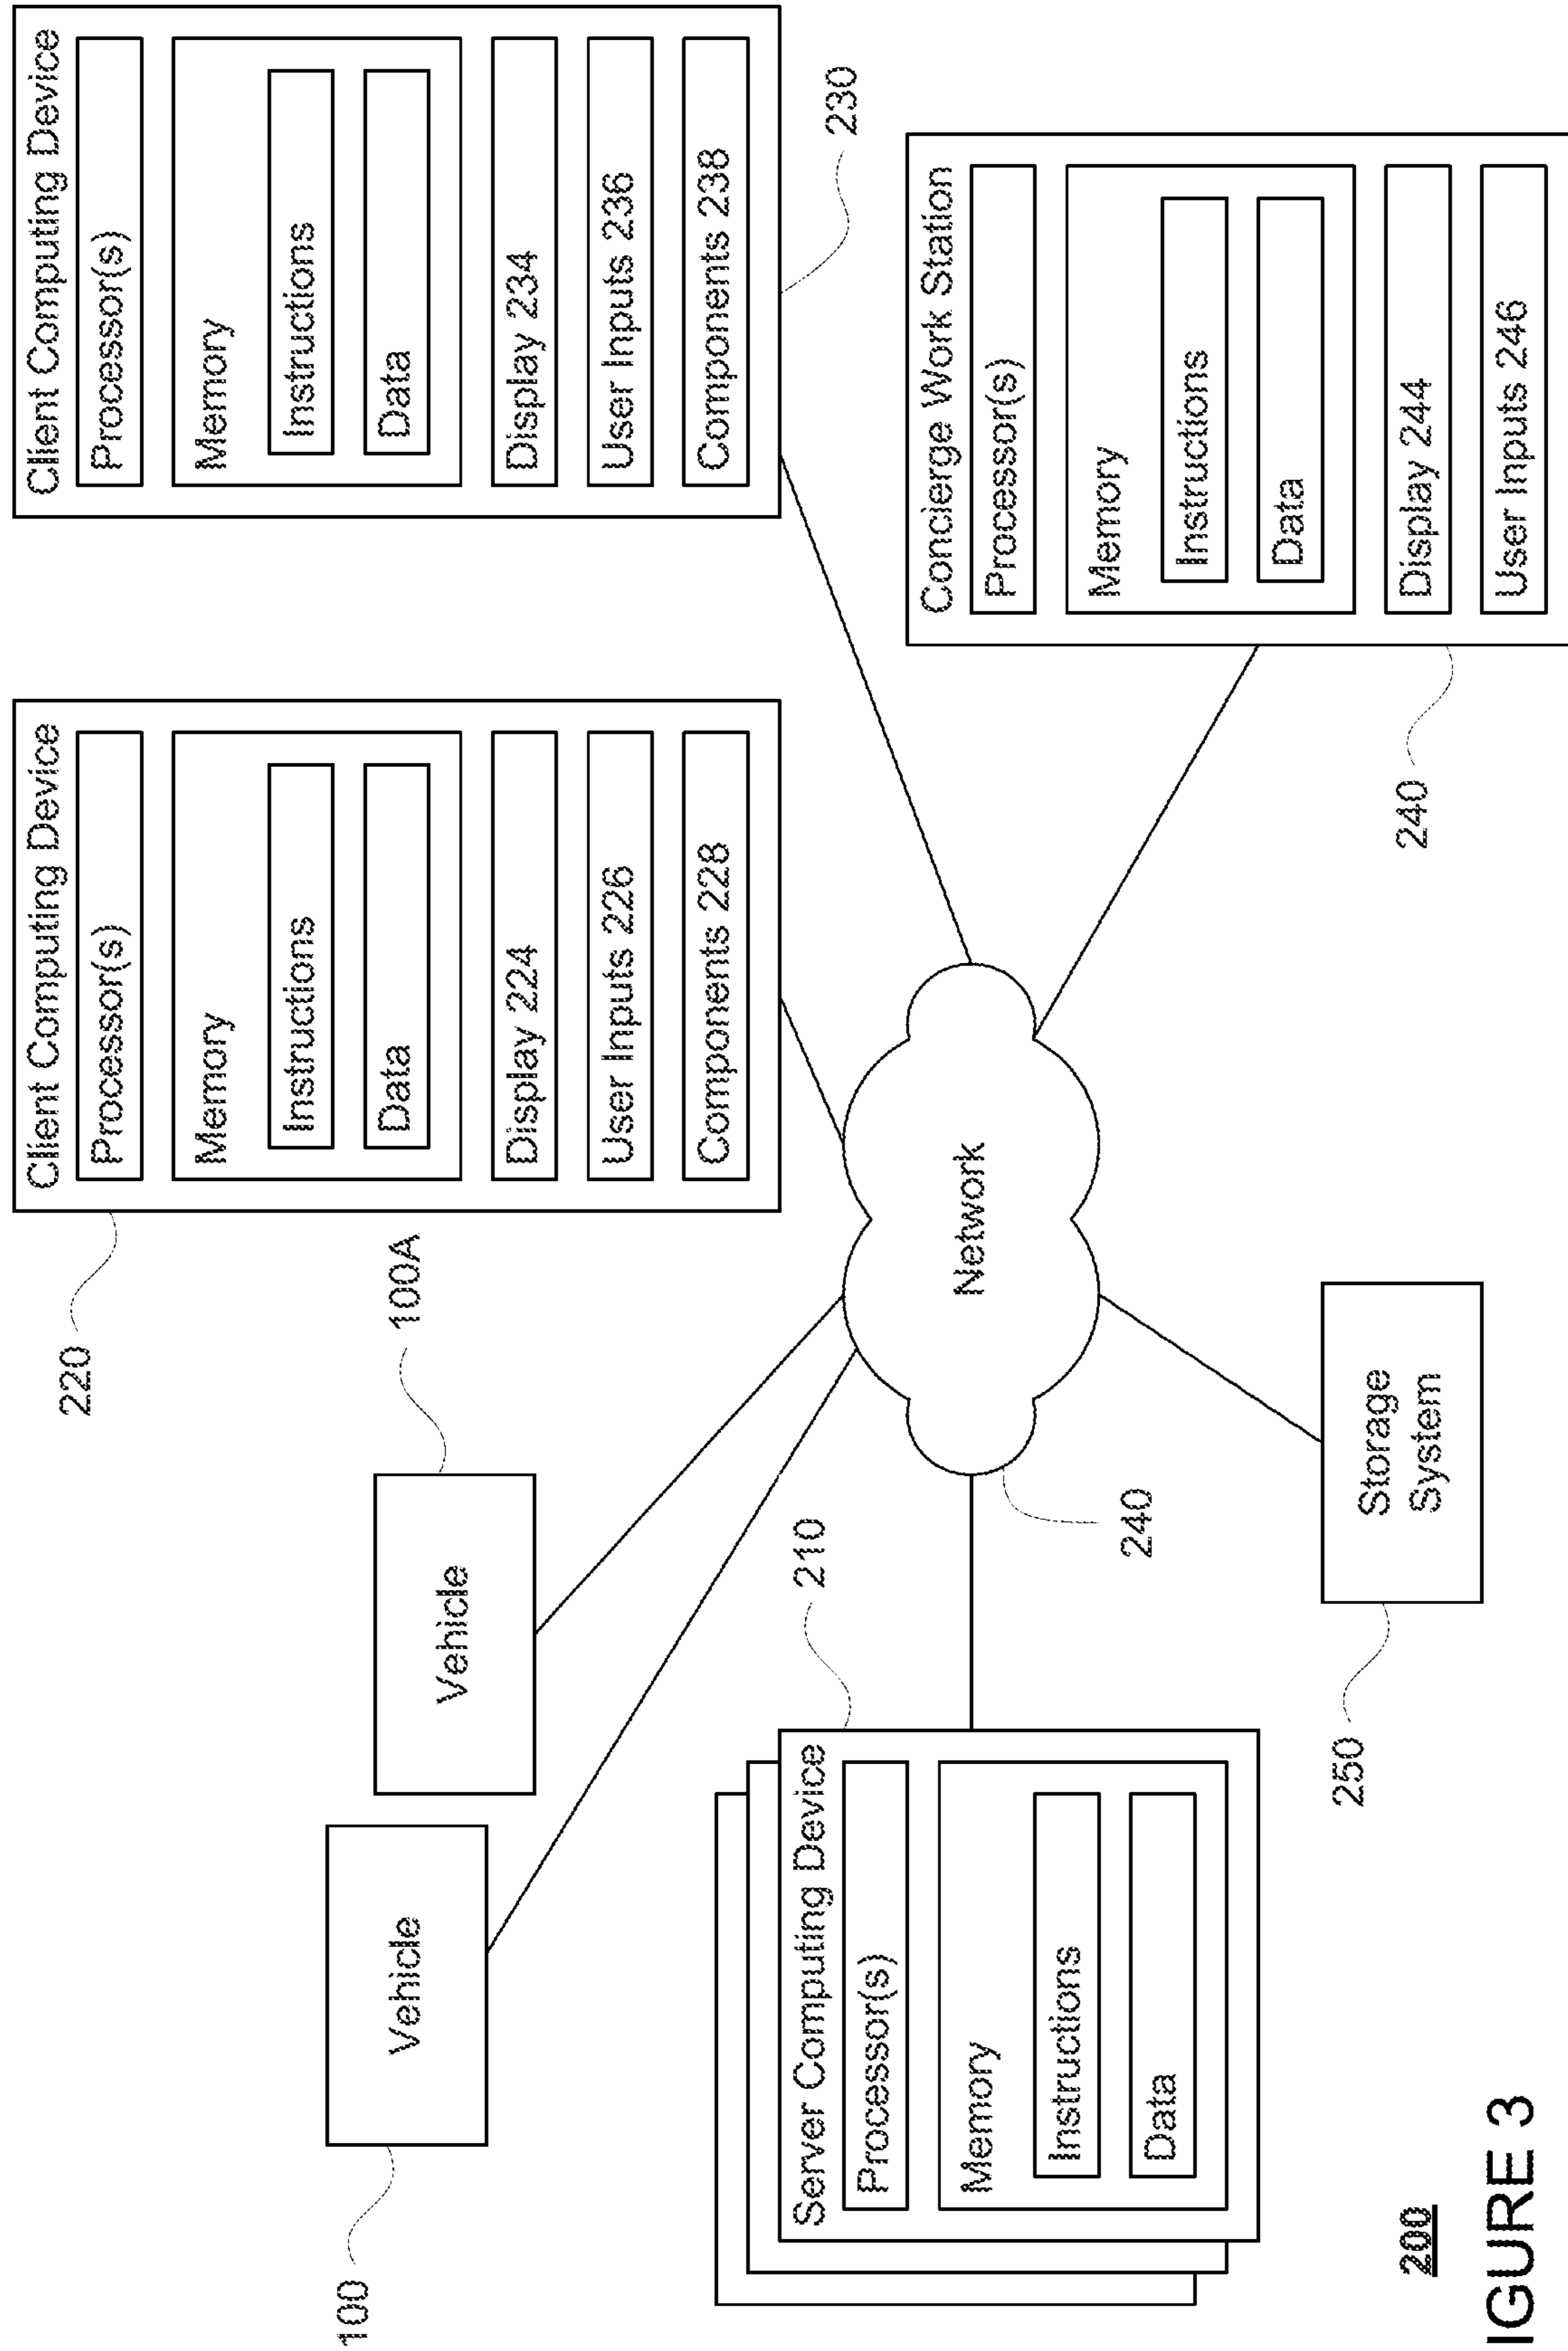 100
Vehicle
Vehicle
100A
220
Client Computing Device
Processor(s)
Memory
Instructions
Data
Display 224
User Inputs 226
Components 228
Client Computing Device
Processor(s)
Memory
Instructions
Data
Display 234
User Inputs 236
Components 238
230
Server Computing Device
Processor(s)
Memory
Instructions
Data
210
Network
240
Concierge Work Station
Processor(s)
Memory
Instructions
Data
Display 244
User Inputs 246
240
250
Storage
System
200
IGURE 3